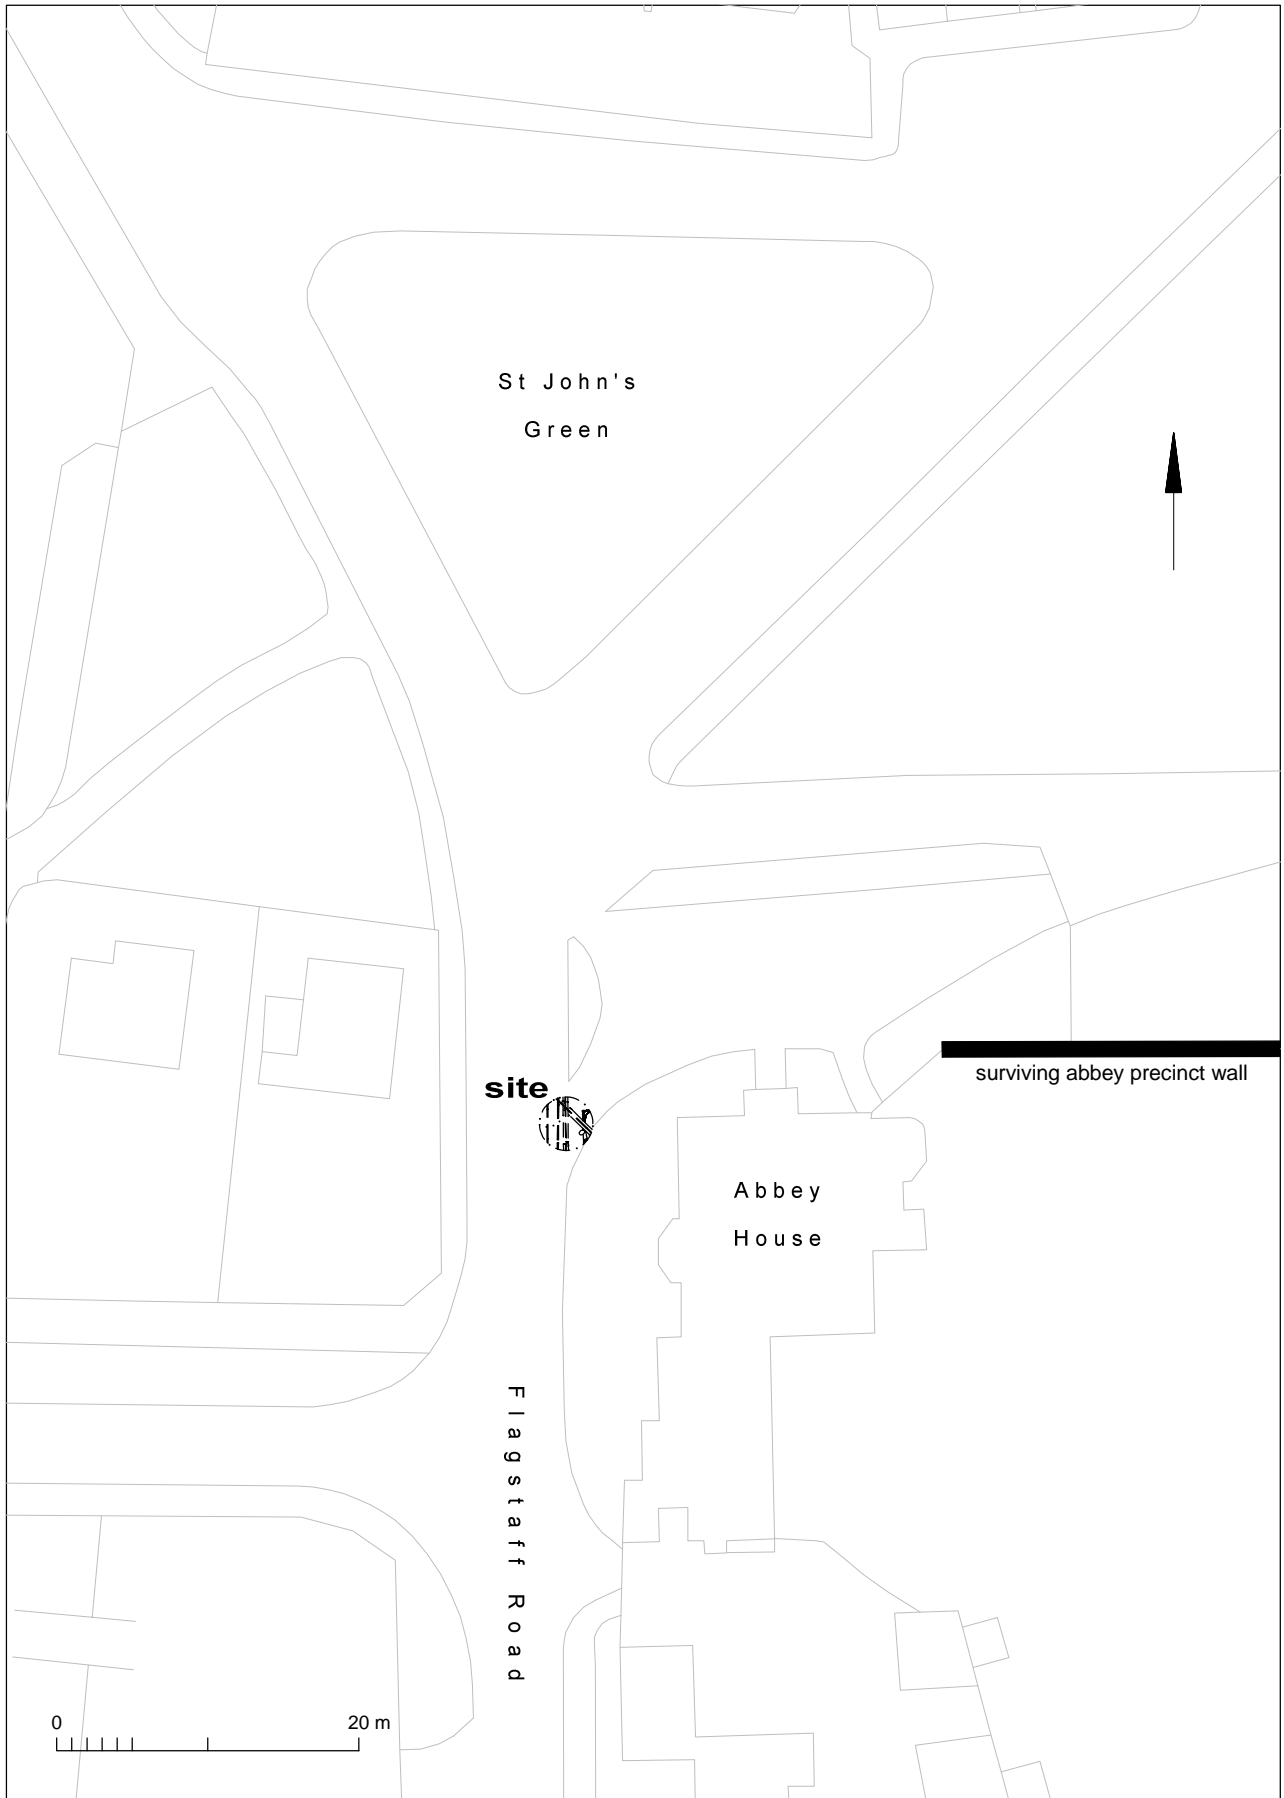 St John's
Green
surviving abbey precinct wall
site
Abbey
House
Flagstaff Road
0 20 m